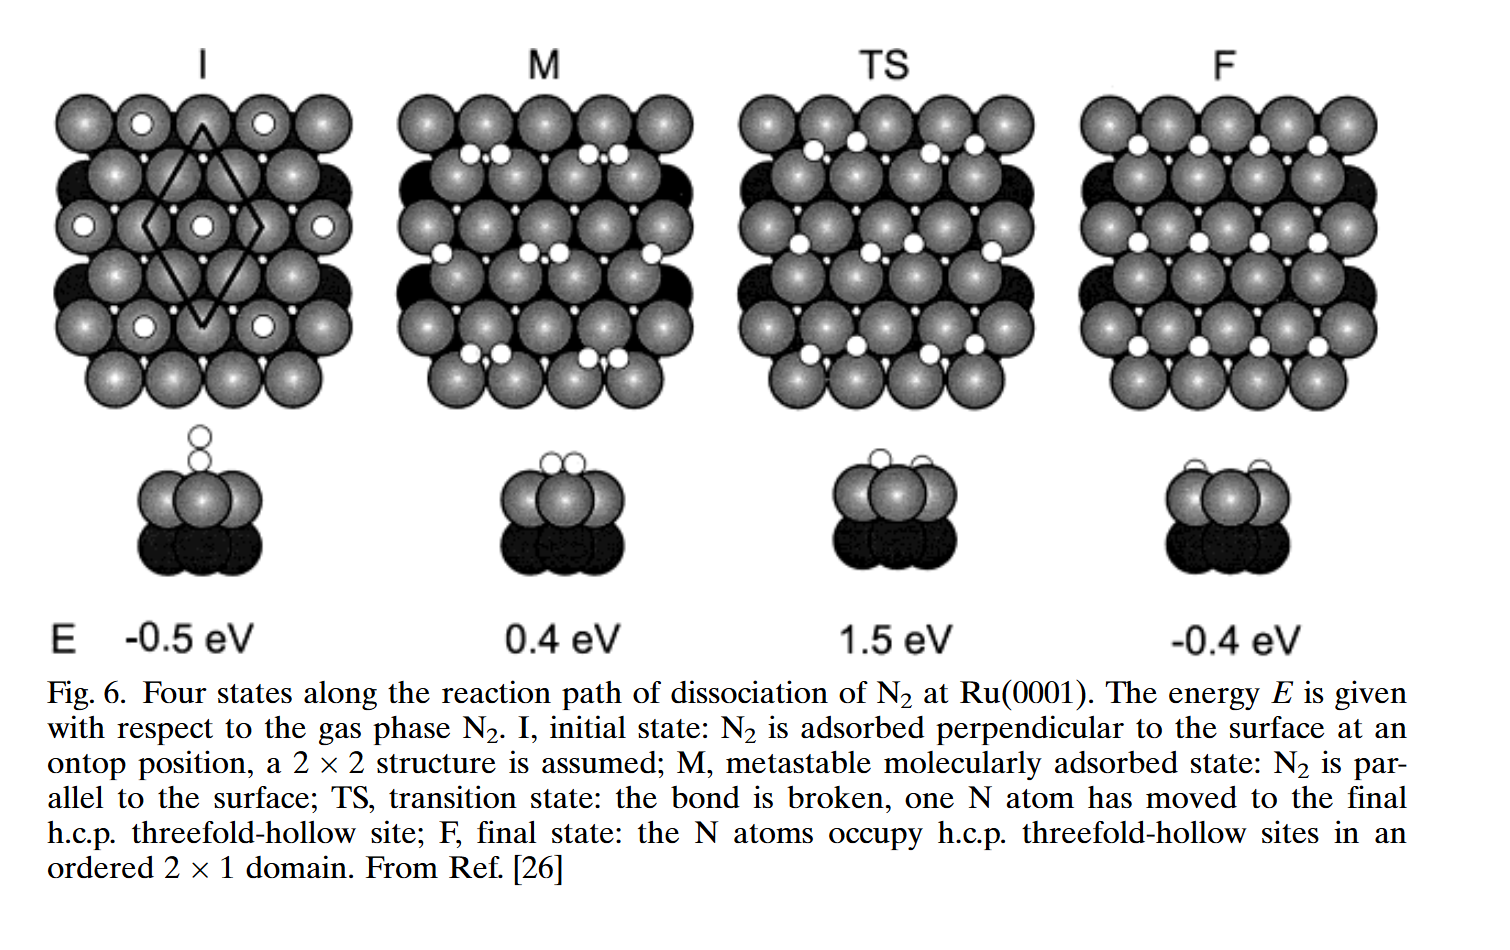 I M TS F
E -0.5 eV 0.4 eV 1.5 eV -0.4 eV
Fig. 6. Four states along the reaction path of dissociation of N₂ at Ru(0001). The energy E is given
with respect to the gas phase N₂. I, initial state: N₂ is adsorbed perpendicular to the surface at an
ontop position, a 2 × 2 structure is assumed; M, metastable molecularly adsorbed state: N₂ is par-
allel to the surface; TS, transition state: the bond is broken, one N atom has moved to the final
h.c.p. threefold-hollow site; F, final state: the N atoms occupy h.c.p. threefold-hollow sites in an
ordered 2 × 1 domain. From Ref. [26]